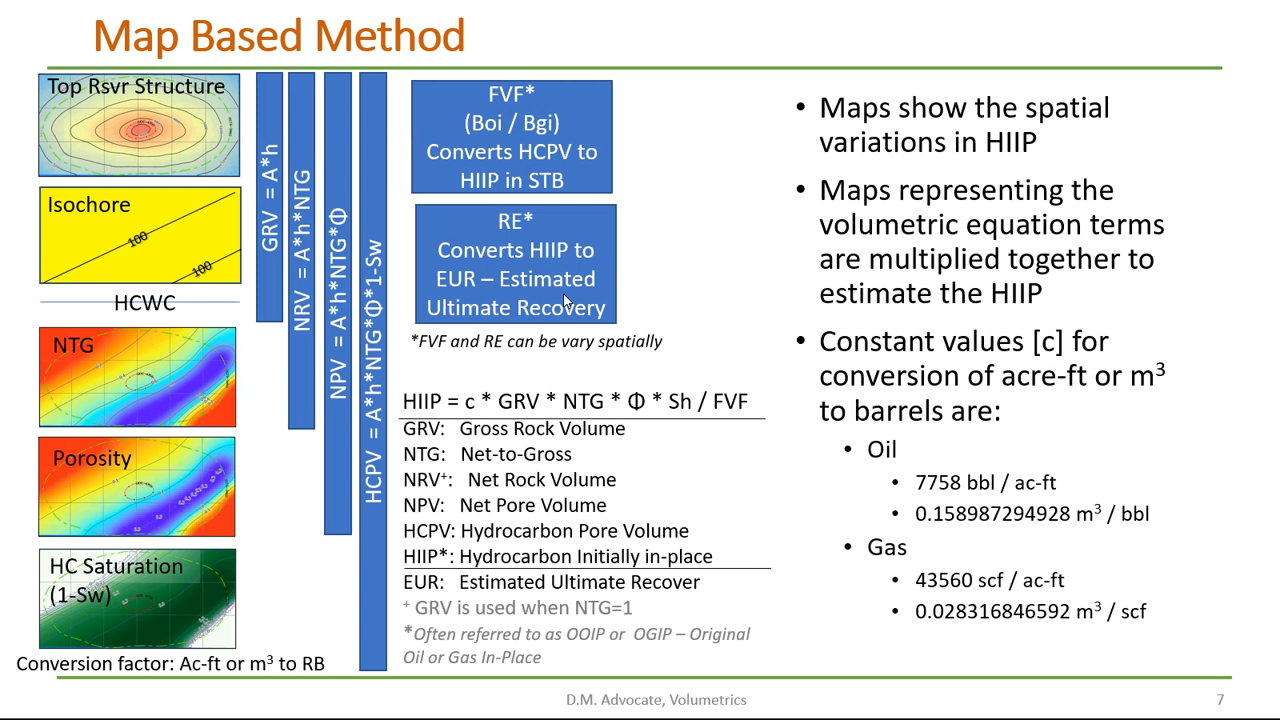 Map Based Method
Top Rsvr Structure
Isochore
100
100
HCWC
NTG
Porosity
HC Saturation
(1-Sw)
Conversion factor: Ac-ft or m³ to RB
GRV = A*h
NRV = A*h*NTG
NPV = A*h*NTG*Φ
HCPV = A*h*NTG*Φ*1-Sw
FVF*
(Boi / Bgi)
Converts HCPV to
HIIP in STB
RE*
Converts HIIP to
EUR – Estimated
Ultimate Recovery
*FVF and RE can be vary spatially
HIIP = c * GRV * NTG * Φ * Sh / FVF
GRV: Gross Rock Volume
NTG: Net-to-Gross
NRV⁺: Net Rock Volume
NPV: Net Pore Volume
HCPV: Hydrocarbon Pore Volume
HIIP*: Hydrocarbon Initially in-place
EUR: Estimated Ultimate Recover
⁺ GRV is used when NTG=1
*Often referred to as OOIP or OGIP – Original
Oil or Gas In-Place
• Maps show the spatial
variations in HIIP
• Maps representing the
volumetric equation terms
are multiplied together to
estimate the HIIP
• Constant values [c] for
conversion of acre-ft or m³
to barrels are:
• Oil
• 7758 bbl / ac-ft
• 0.158987294928 m³ / bbl
• Gas
• 43560 scf / ac-ft
• 0.028316846592 m³ / scf
D.M. Advocate, Volumetrics
7